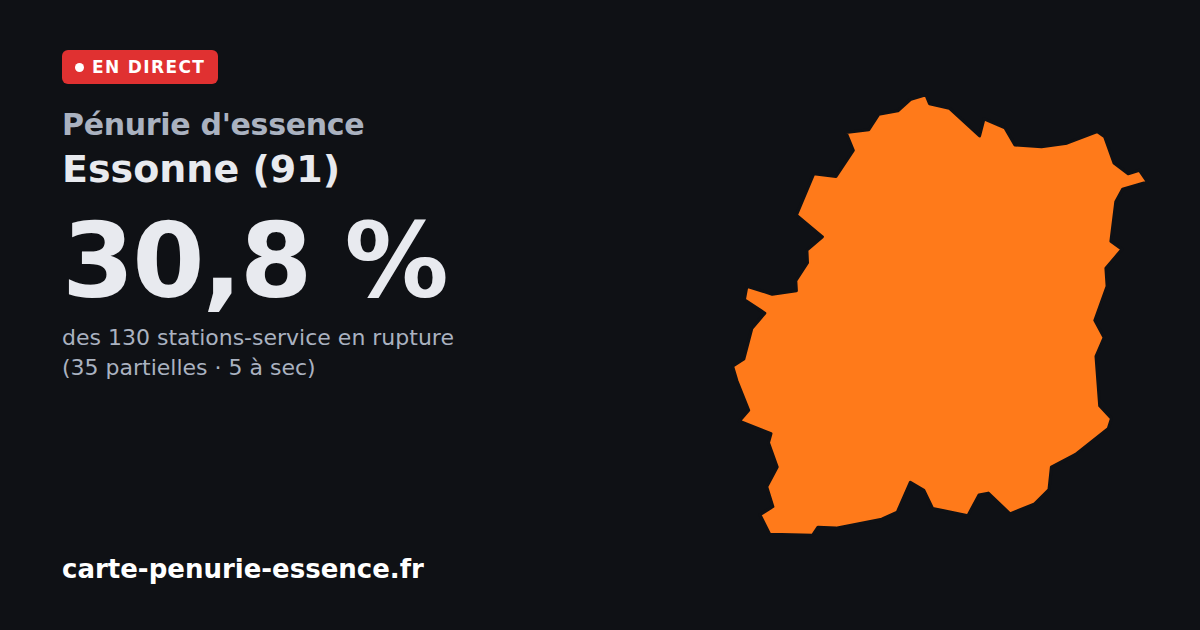 EN DIRECT
Pénurie d'essence
Essonne (91)
30,8 %
des 130 stations-service en rupture
(35 partielles · 5 à sec)
carte-penurie-essence.fr